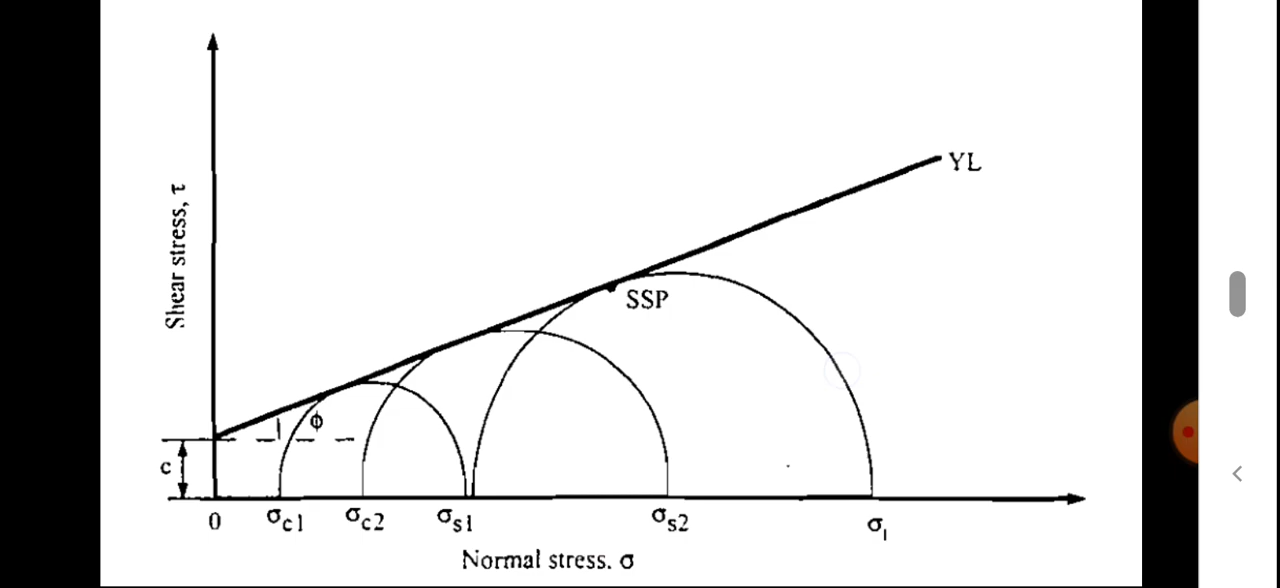 Shear stress, τ
YL
SSP
ϕ
c
0
σc1
σc2
σs1
σs2
σ1
Normal stress. σ